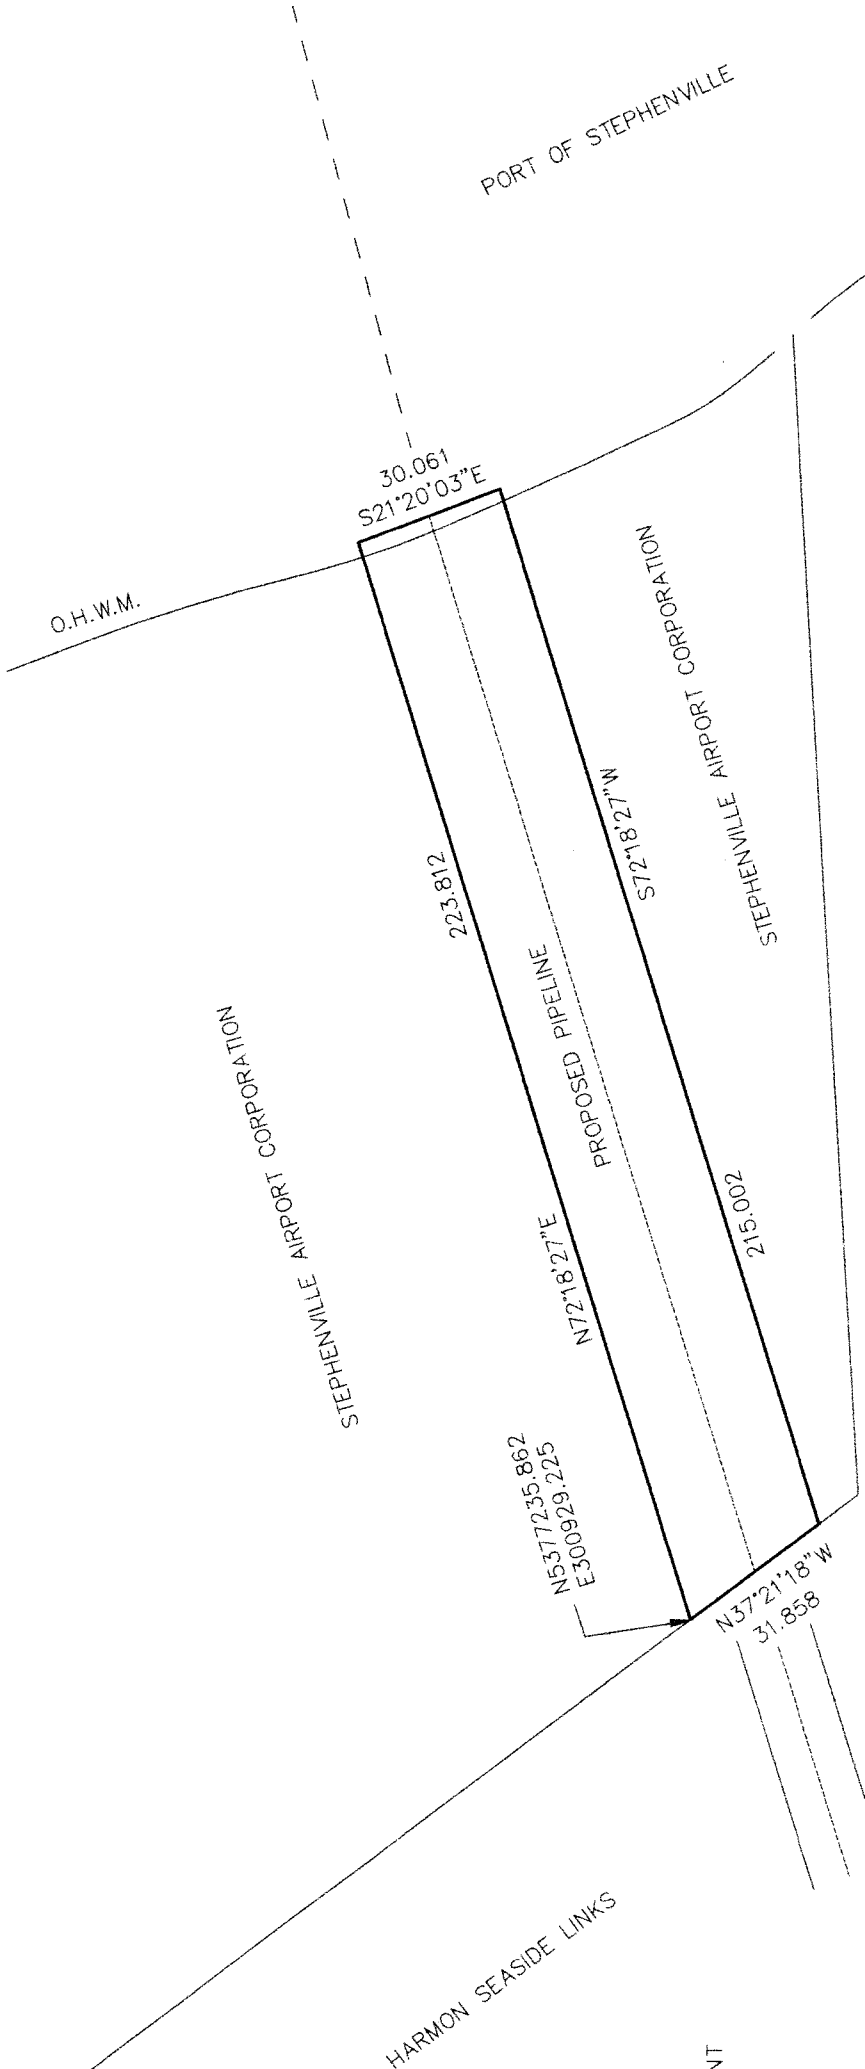 PORT OF STEPHENVILLE
30.061
S21°20'03"E
O.H.W.M.
STEPHENVILLE AIRPORT CORPORATION
223.812
S72°18'27"W
PROPOSED PIPELINE
STEPHENVILLE AIRPORT CORPORATION
N72°18'27"E
215.002
N5377235.862
E300929.225
N37°21'18"W
31.858
HARMON SEASIDE LINKS
NT